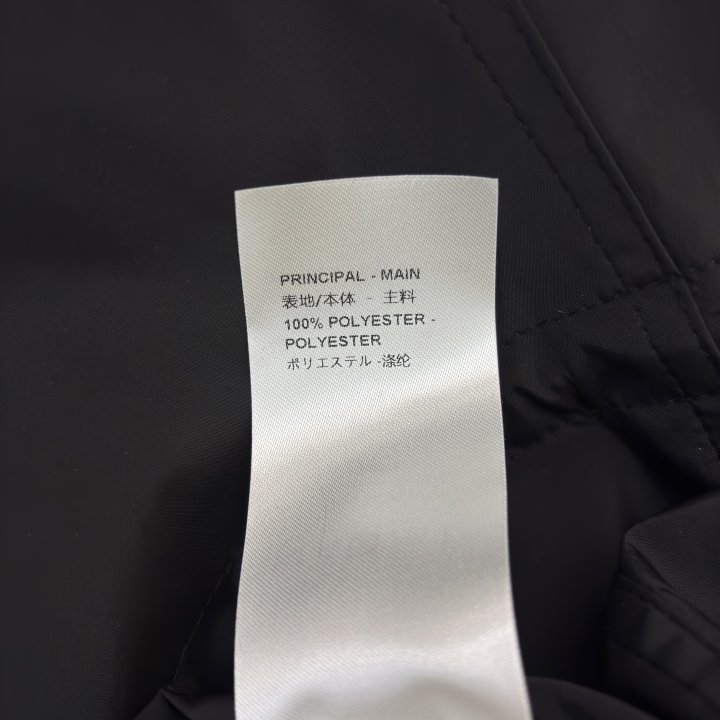 PRINCIPAL - MAIN
表地/本体 - 主料
100% POLYESTER -
POLYESTER
ポリエステル -涤纶